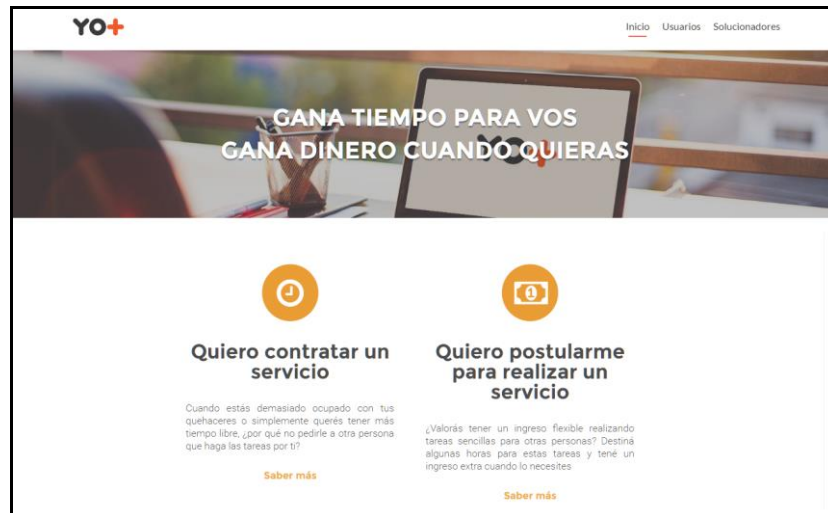 YO+
Inicio Usuarios Solucionadores
GANA TIEMPO PARA VOS
GANA DINERO CUANDO QUIERAS
Quiero contratar un
servicio
Cuando estás demasiado ocupado con tus
quehaceres o simplemente querés tener más
tiempo libre, ¿por qué no pedirle a otra persona
que haga las tareas por ti?
Saber más
1
Quiero postularme
para realizar un
servicio
¿Valorás tener un ingreso flexible realizando
tareas sencillas para otras personas? Destiná
algunas horas para estas tareas y tené un
ingreso extra cuando lo necesites
Saber más